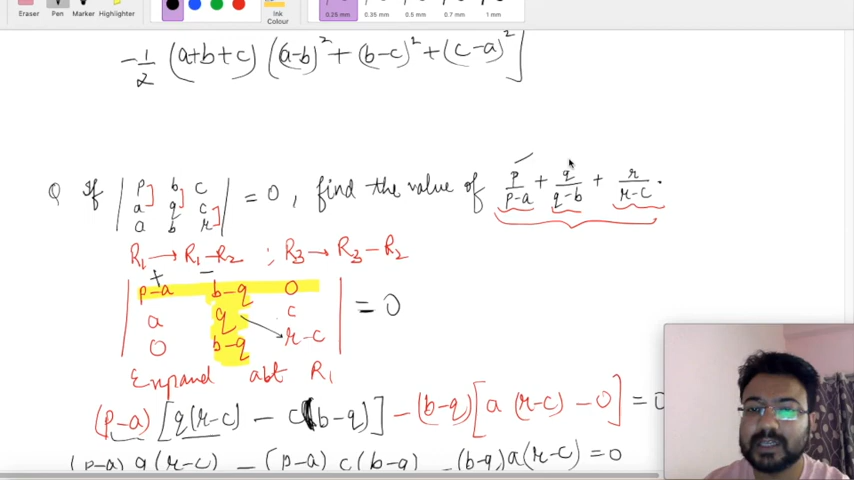 Eraser Pen Marker Highlighter Ink Colour 0.25 mm 0.35 mm 0.5 mm 0.7 mm 1 mm
-1/2 (a+b+c) (a-b)² + (b-c)² + (c-a)²]
Q If | p b c | = 0, find the value of p/(p-a) + q/(q-b) + r/(r-c).
a q c
a b r
R₁ → R₁-R₂ ; R₃ → R₃-R₂
+ -
| p-a b-q 0 | = 0
a q c
0 b-q r-c
Expand abt R₁
(p-a) [q(r-c) - c(b-q)] - (b-q) [a (r-c) - 0] = 0
(p-a) q(r-c) - (p-a) c(b-q) - (b-q) a(r-c) = 0